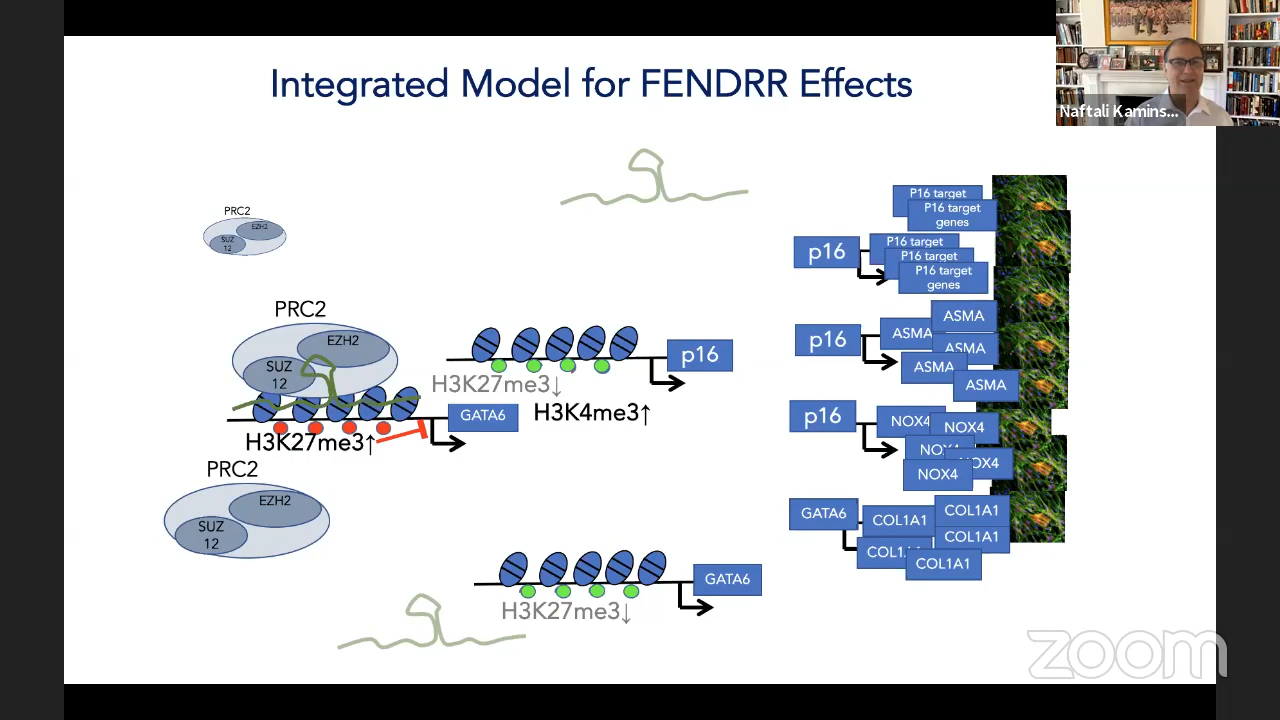 Integrated Model for FENDRR Effects
Naftali Kamins...
PRC2
EZH2
SUZ
12
PRC2
EZH2
SUZ
12
H3K27me3↑
GATA6
PRC2
EZH2
SUZ
12
p16
H3K27me3↓
H3K4me3↑
GATA6
H3K27me3↓
P16 target
P16 target
genes
p16
P16 target
P16 target
P16 target
genes
p16
ASMA
ASMA
ASMA
ASMA
ASMA
p16
NOX4
NOX4
NOX4
NOX4
NOX4
GATA6
COL1A1
COL1A1
COL1A1
COL1A1
COL1A1
zoom